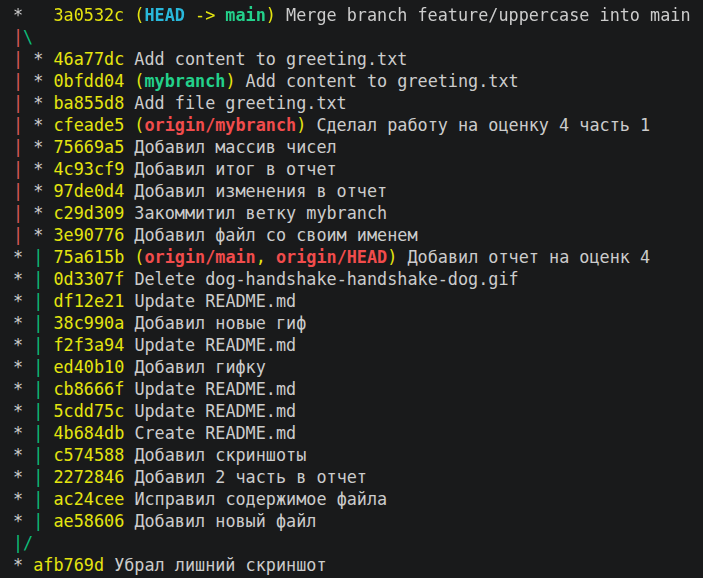 *   3a0532c (HEAD -> main) Merge branch feature/uppercase into main
|\
| * 46a77dc Add content to greeting.txt
| * 0bfdd04 (mybranch) Add content to greeting.txt
| * ba855d8 Add file greeting.txt
| * cfeade5 (origin/mybranch) Сделал работу на оценку 4 часть 1
| * 75669a5 Добавил массив чисел
| * 4c93cf9 Добавил итог в отчет
| * 97de0d4 Добавил изменения в отчет
| * c29d309 Закоммитил ветку mybranch
| * 3e90776 Добавил файл со своим именем
* | 75a615b (origin/main, origin/HEAD) Добавил отчет на оценк 4
* | 0d3307f Delete dog-handshake-handshake-dog.gif
* | df12e21 Update README.md
* | 38c990a Добавил новые гиф
* | f2f3a94 Update README.md
* | ed40b10 Добавил гифку
* | cb8666f Update README.md
* | 5cdd75c Update README.md
* | 4b684db Create README.md
* | c574588 Добавил скриншоты
* | 2272846 Добавил 2 часть в отчет
* | ac24cee Исправил содержимое файла
* | ae58606 Добавил новый файл
|/
* afb769d Убрал лишний скриншот